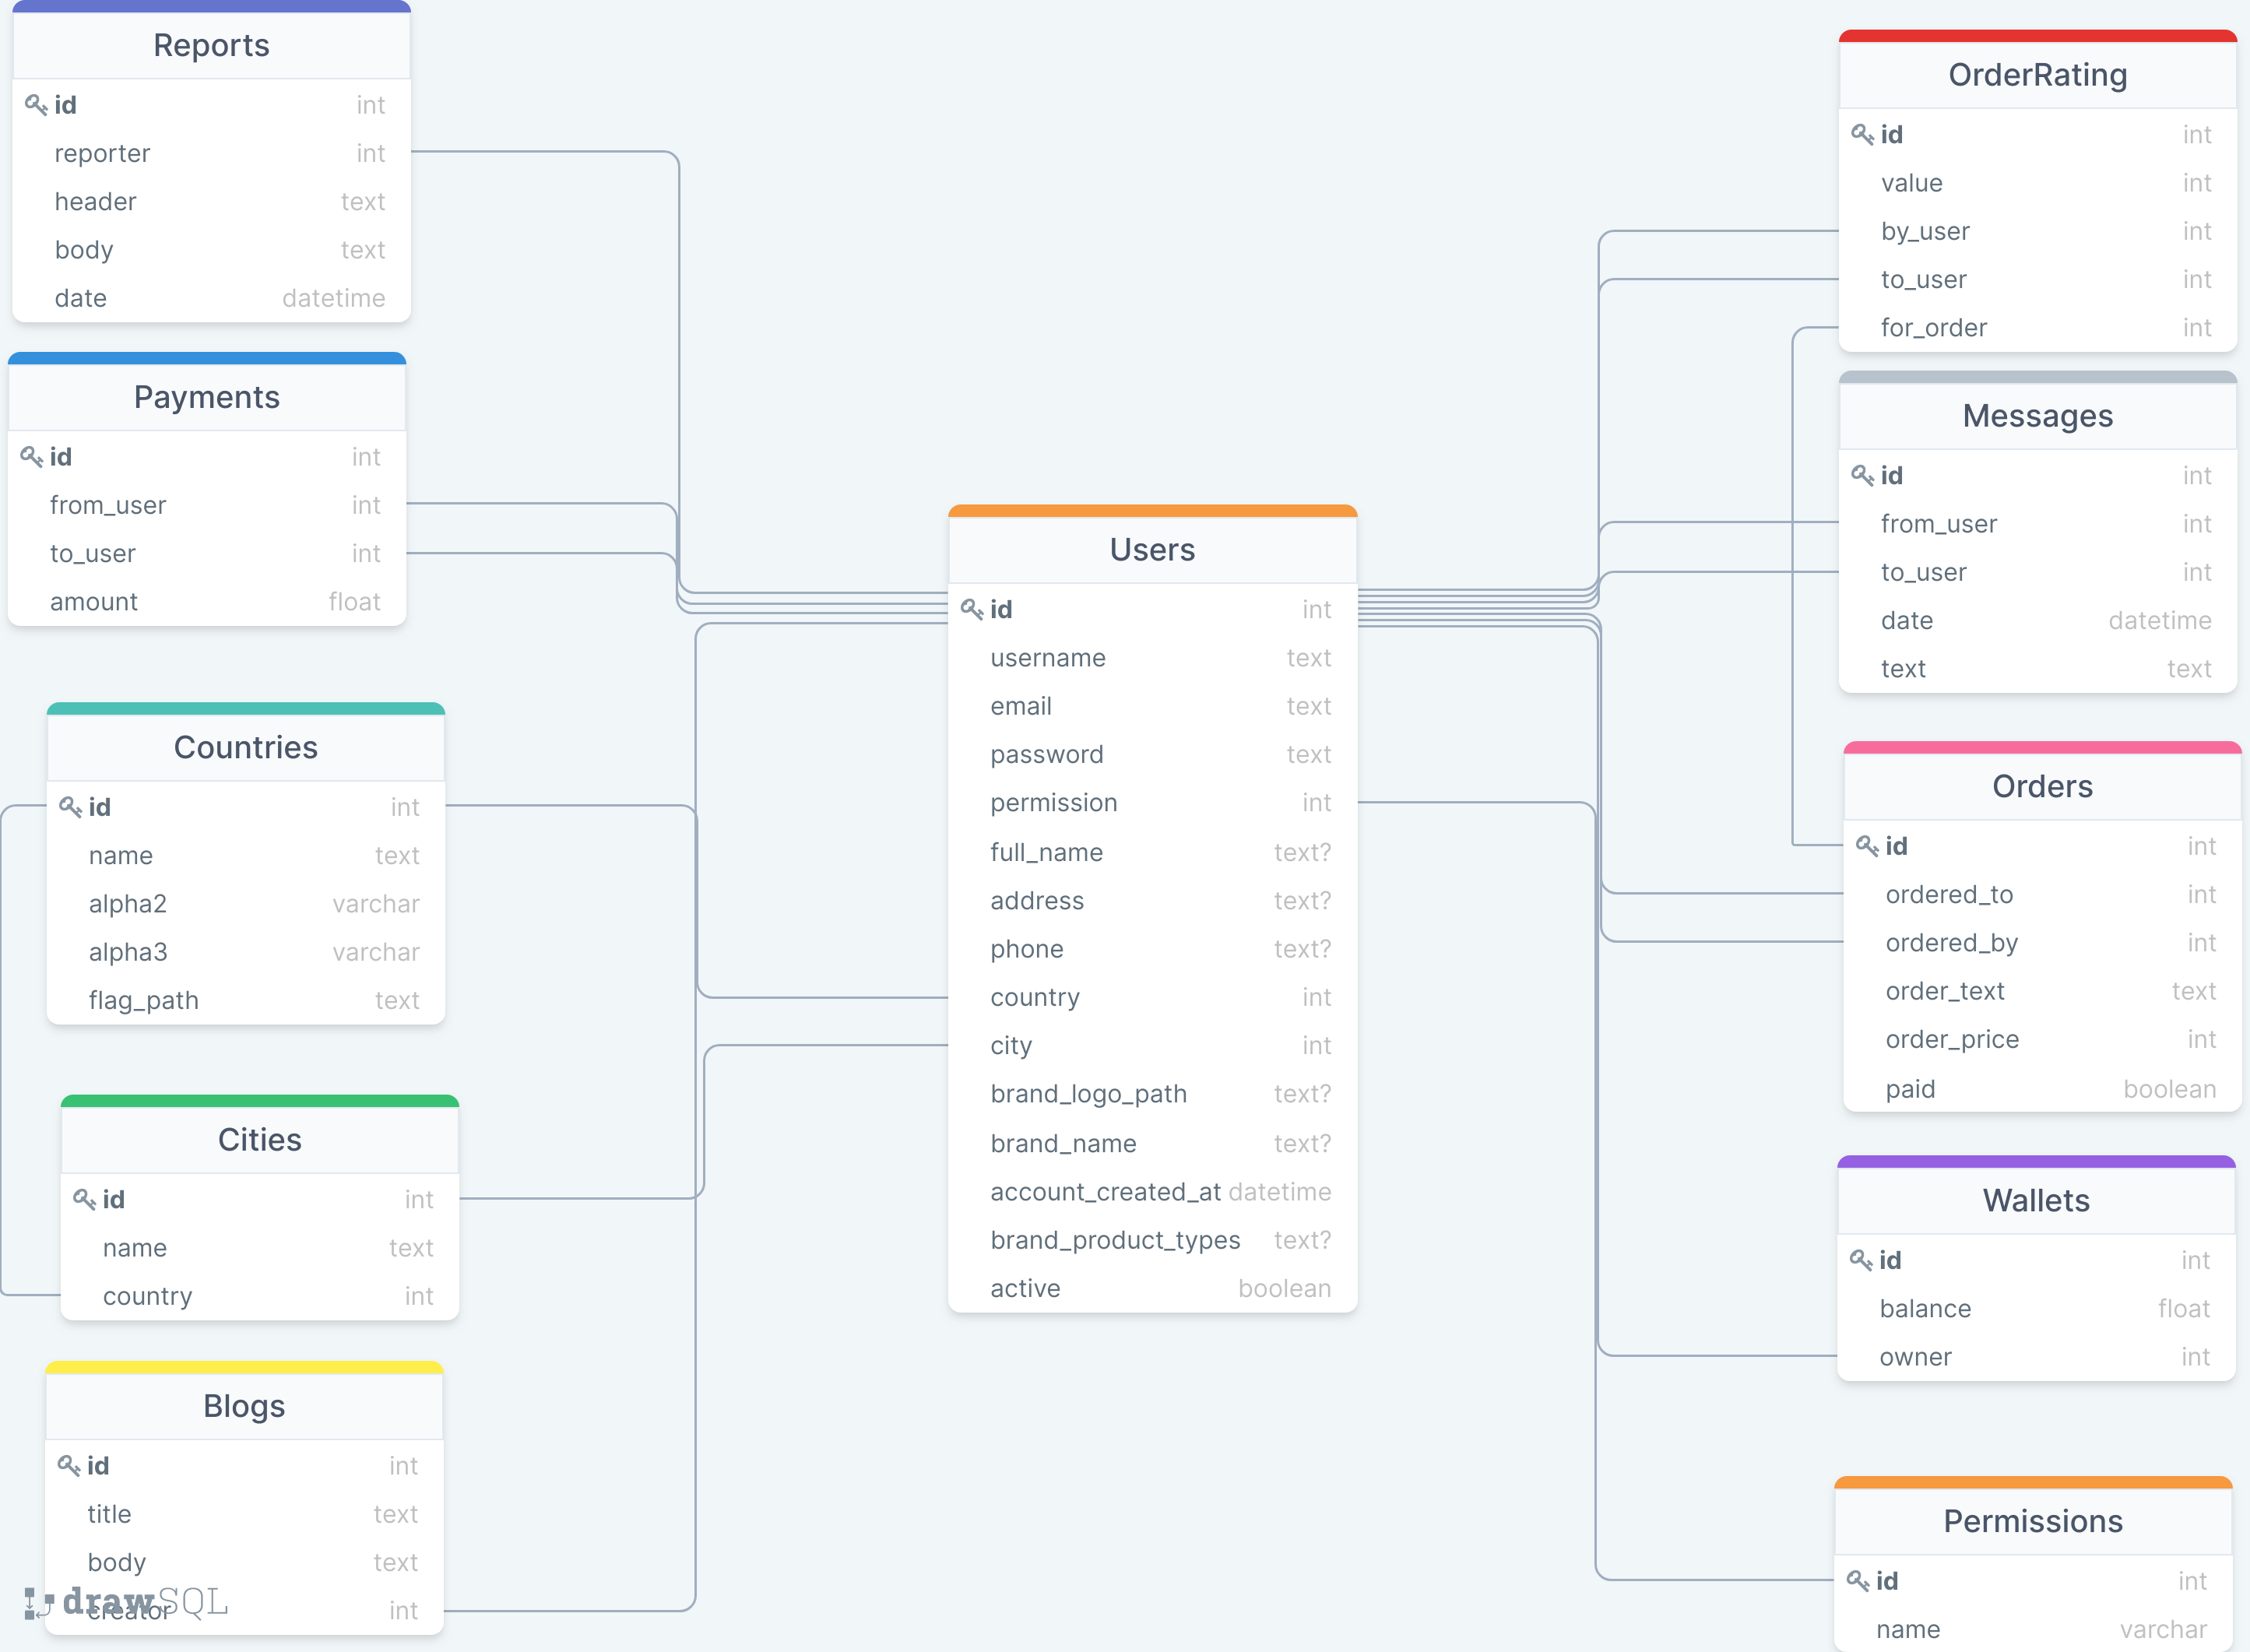 Reports
id int
reporter int
header text
body text
date datetime
Payments
id int
from_user int
to_user int
amount float
Countries
id int
name text
alpha2 varchar
alpha3 varchar
flag_path text
Cities
id int
name text
country int
Blogs
id int
title text
body text
creator int
drawSQL
Users
id int
username text
email text
password text
permission int
full_name text?
address text?
phone text?
country int
city int
brand_logo_path text?
brand_name text?
account_created_at datetime
brand_product_types text?
active boolean
OrderRating
id int
value int
by_user int
to_user int
for_order int
Messages
id int
from_user int
to_user int
date datetime
text text
Orders
id int
ordered_to int
ordered_by int
order_text text
order_price int
paid boolean
Wallets
id int
balance float
owner int
Permissions
id int
name varchar